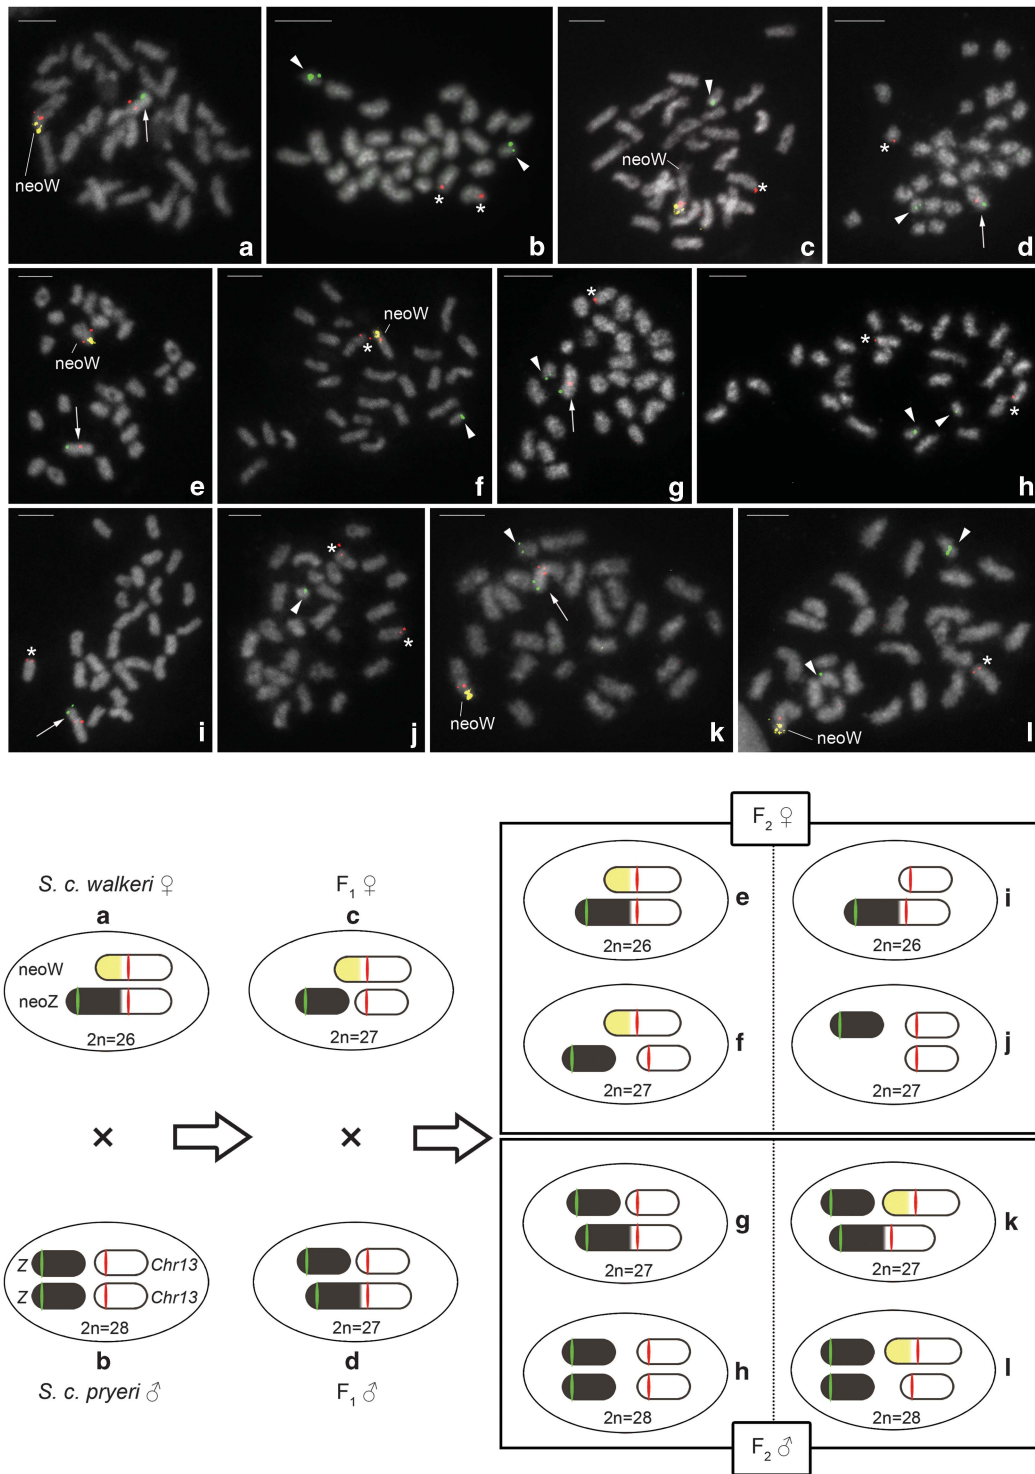 neoW
a
b
neoW
*
*
*
c
*
d
neoW
e
neoW
*
f
*
g
*
*
h
*
i
*
*
j
neoW
k
*
neoW
l
F2 ♀
S. c. walkeri ♀
F1 ♀
a
c
e
i
neoW
neoZ
2n=26
2n=27
2n=26
2n=26
f
j
2n=27
2n=27
×
×
g
k
Z
Chr13
Z
Chr13
2n=28
2n=27
2n=27
2n=27
b
d
h
l
S. c. pryeri ♂
F1 ♂
2n=28
2n=28
F2 ♂